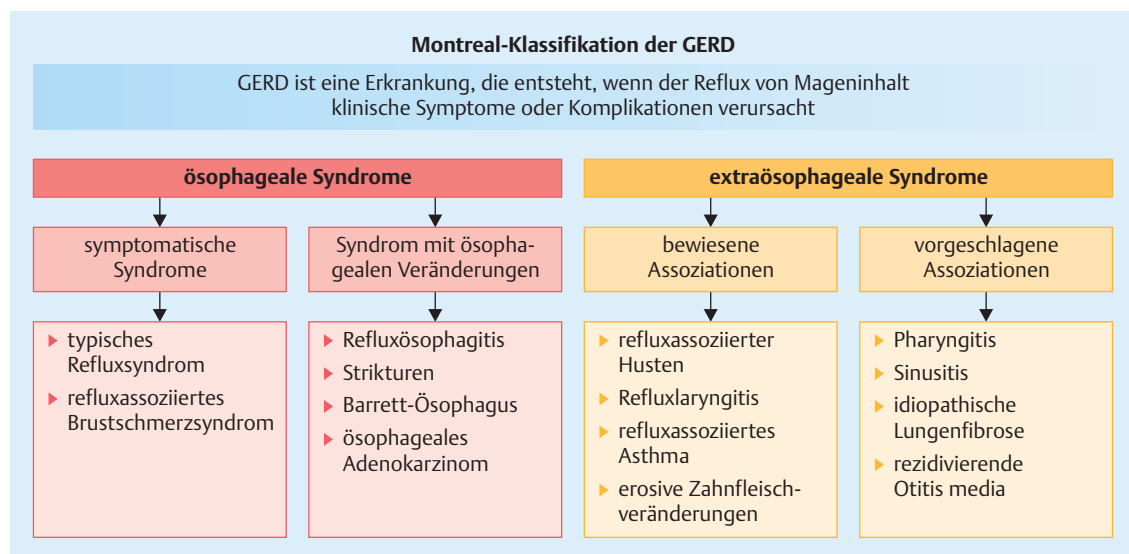 Montreal-Klassifikation der GERD
GERD ist eine Erkrankung, die entsteht, wenn der Reflux von Mageninhalt
klinische Symptome oder Komplikationen verursacht
ösophageale Syndrome
symptomatische
Syndrome
typisches
Refluxsyndrom
refluxassoziiertes
Brustschmerzsyndrom
Syndrom mit ösopha-
gealen Veränderungen
Refluxösophagitis
Strikturen
Barrett-Ösophagus
ösophageales
Adenokarzinom
extraösophageale Syndrome
bewiesene
Assoziationen
refluxassoziierter
Husten
Refluxlaryngitis
refluxassoziiertes
Asthma
erosive Zahnfleisch-
veränderungen
vorgeschlagene
Assoziationen
Pharyngitis
Sinusitis
idiopathische
Lungenfibrose
rezidivierende
Otitis media